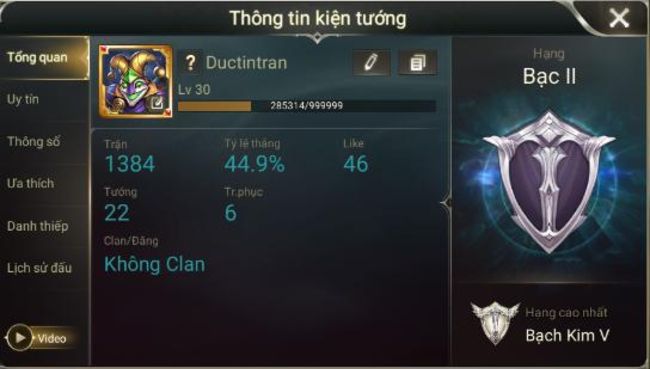 Thông tin kiện tướng
Tổng quan
Uy tín
Thông số
Ưa thích
Danh thiếp
Lịch sử đấu
Video
? Ductintran
Lv 30
285314/999999
Trận
Tỷ lệ thắng
Like
1384
44.9%
46
Tướng
Tr.phục
22
6
Clan/Đảng
Không Clan
Hạng
Bạc II
Hạng cao nhất
Bạch Kim V